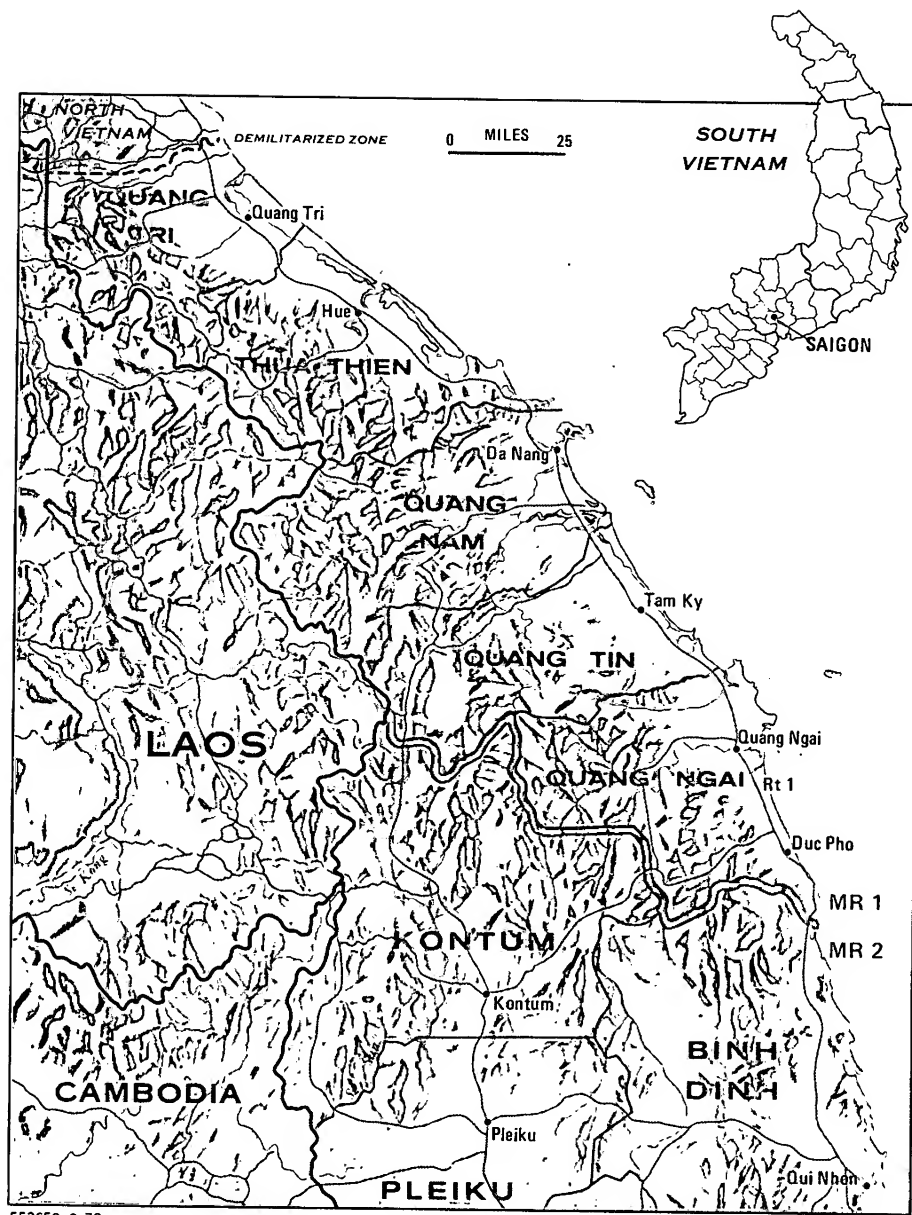 NORTH
VIETNAM
DEMILITARIZED ZONE
0 MILES 25
SOUTH
VIETNAM
QUANG
TRI
Quang Tri
Hue
THUA THIEN
SAIGON
Da Nang
QUANG
NAM
Tam Ky
QUANG TIN
LAOS
Quang Ngai
QUANG NGAI
Rt 1
Duc Pho
MR 1
MR 2
KONTUM
Kontum
BINH
DINH
CAMBODIA
Pleiku
PLEIKU
Qui Nhon